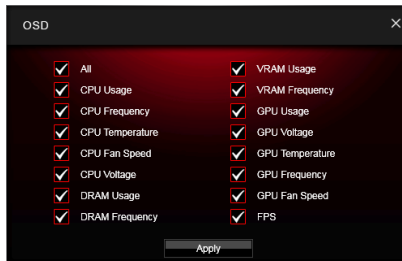 OSD
All
CPU Usage
CPU Frequency
CPU Temperature
CPU Fan Speed
CPU Voltage
DRAM Usage
DRAM Frequency
VRAM Usage
VRAM Frequency
GPU Usage
GPU Voltage
GPU Temperature
GPU Frequency
GPU Fan Speed
FPS
Apply